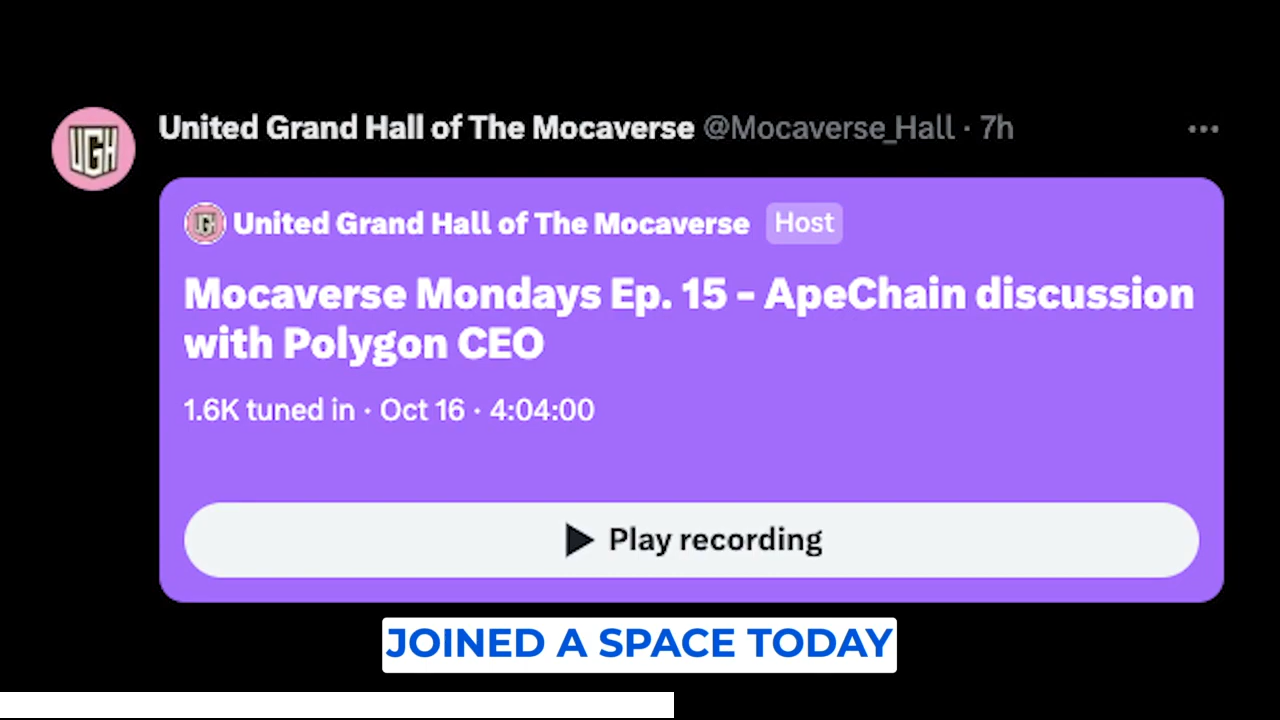 UGH
United Grand Hall of The Mocaverse @Mocaverse_Hall · 7h
United Grand Hall of The Mocaverse Host
Mocaverse Mondays Ep. 15 - ApeChain discussion
with Polygon CEO
1.6K tuned in · Oct 16 · 4:04:00
Play recording
JOINED A SPACE TODAY